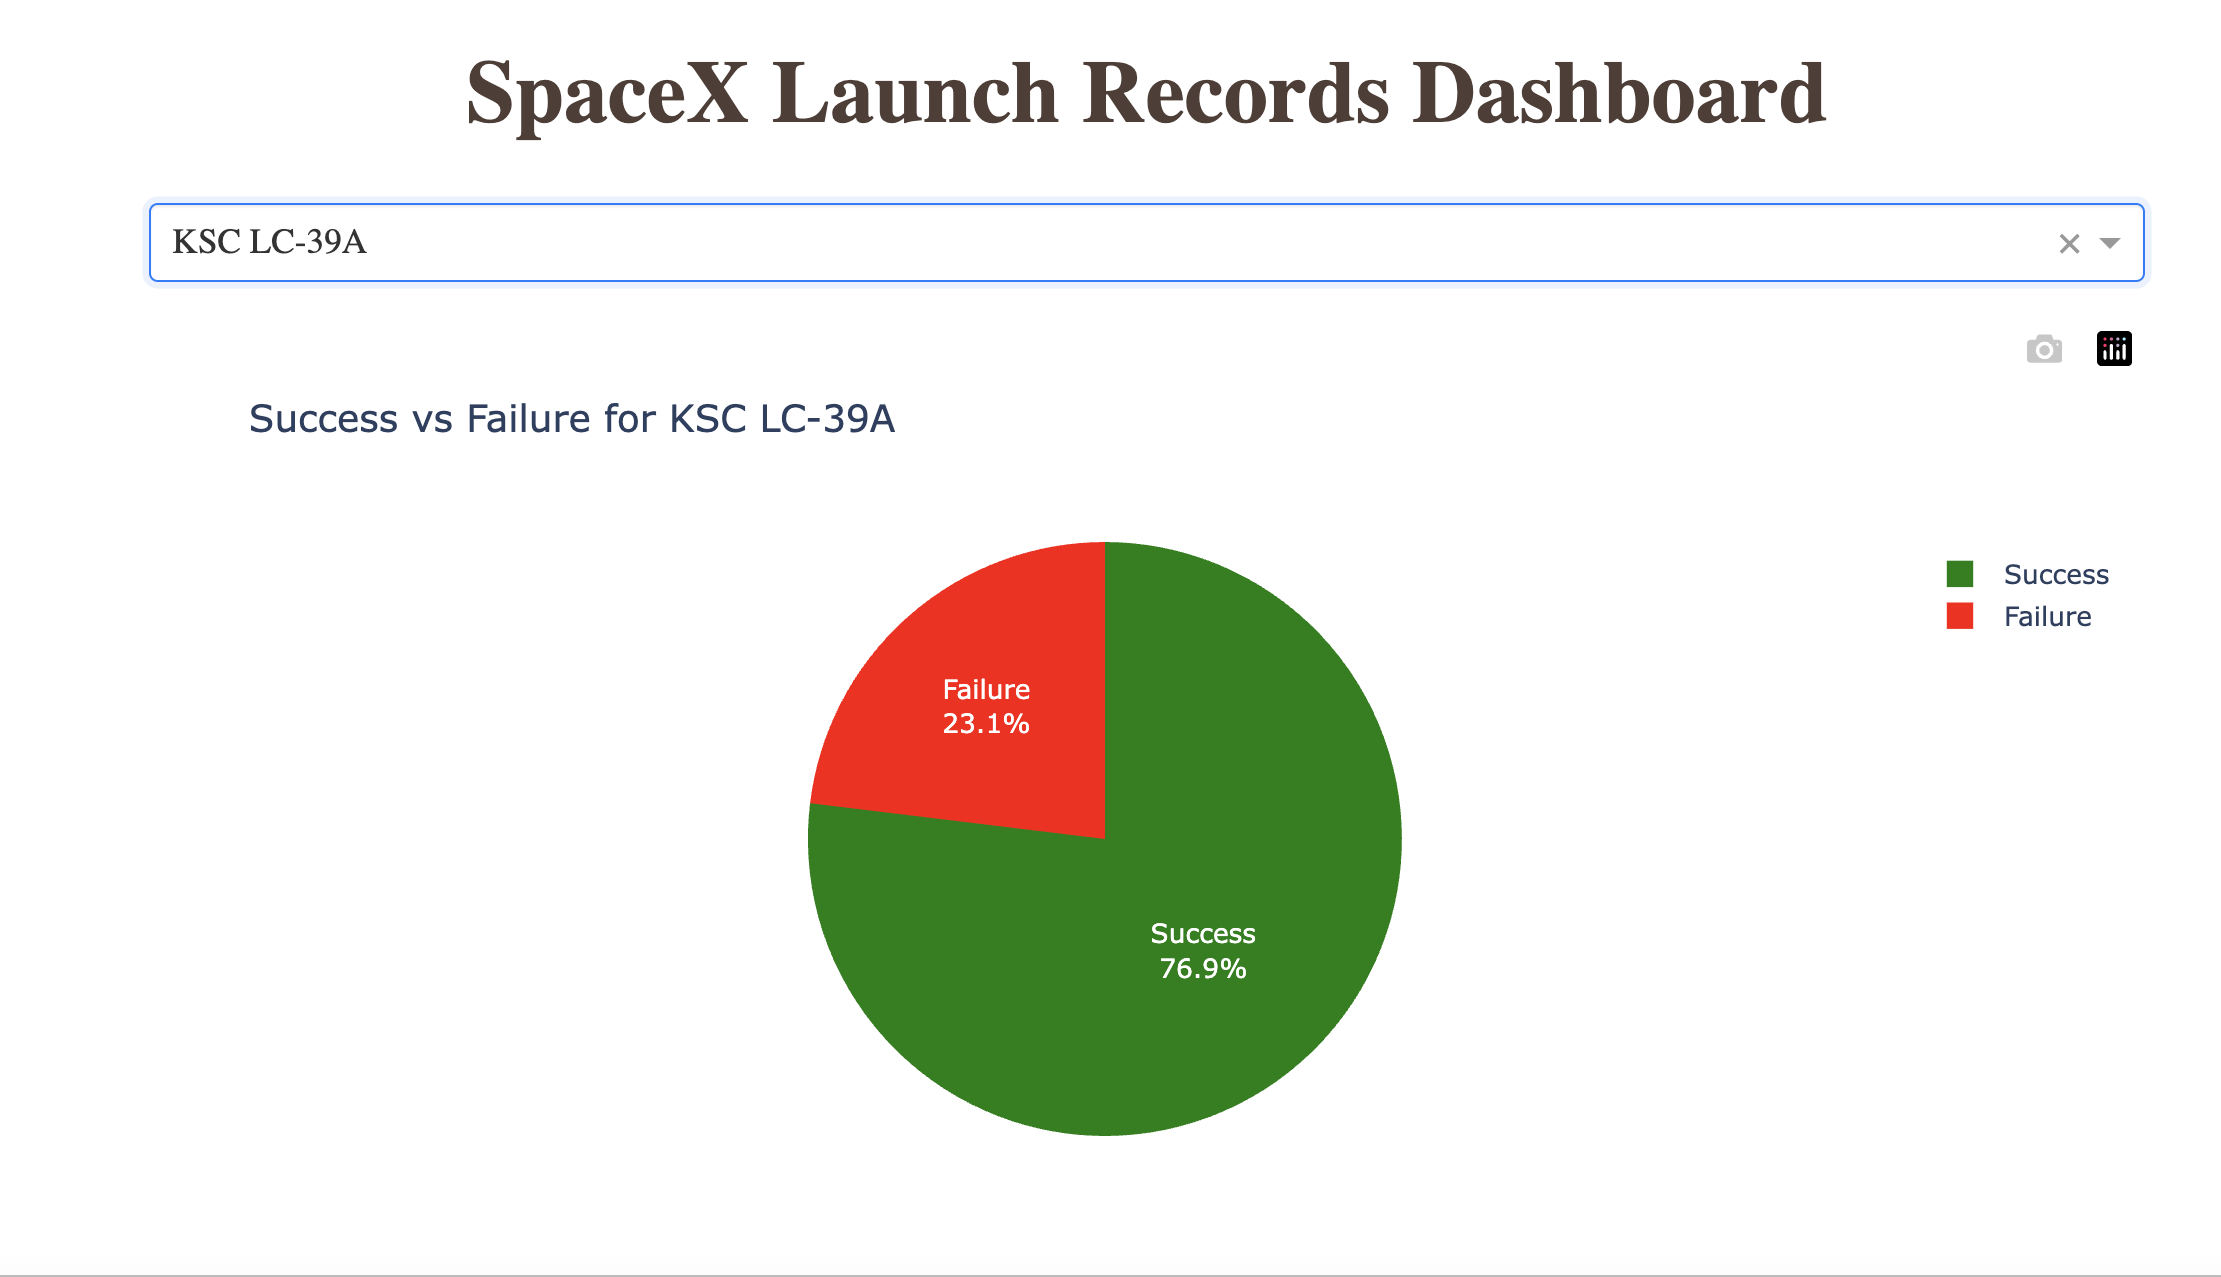 SpaceX Launch Records Dashboard
KSC LC-39A
Success vs Failure for KSC LC-39A
Success
Failure
Failure
23.1%
Success
76.9%